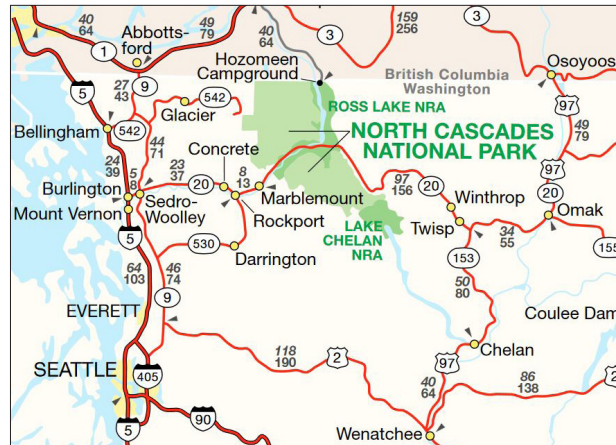 40
64
Abbotts-
ford
49
79
1
9
27
43
40
64
Hozomeen
Campground
3
159
256
3
British Columbia
Washington
Osoyoos
97
5
542
Glacier
542
Bellingham
44
71
ROSS LAKE NRA
NORTH CASCADES
NATIONAL PARK
49
79
97
24
39
Burlington
Mount Vernon
5
8
Sedro-
Woolley
23
37
Concrete
20
8
13
Marblemount
Rockport
97
156
20
Winthrop
Twisp
20
Omak
34
55
155
5
530
Darrington
LAKE
CHELAN
NRA
153
64
103
46
74
9
50
80
EVERETT
Coulee Dam
118
190
2
Chelan
97
SEATTLE
405
40
64
86
138
2
90
5
Wenatchee